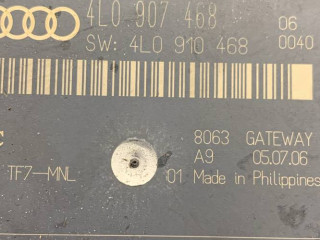 4L0 907 468 06
SW: 4L0 910 468 0040
8063 GATEWAY
TF7-MNL A9 05.07.06
01 Made in Philippines